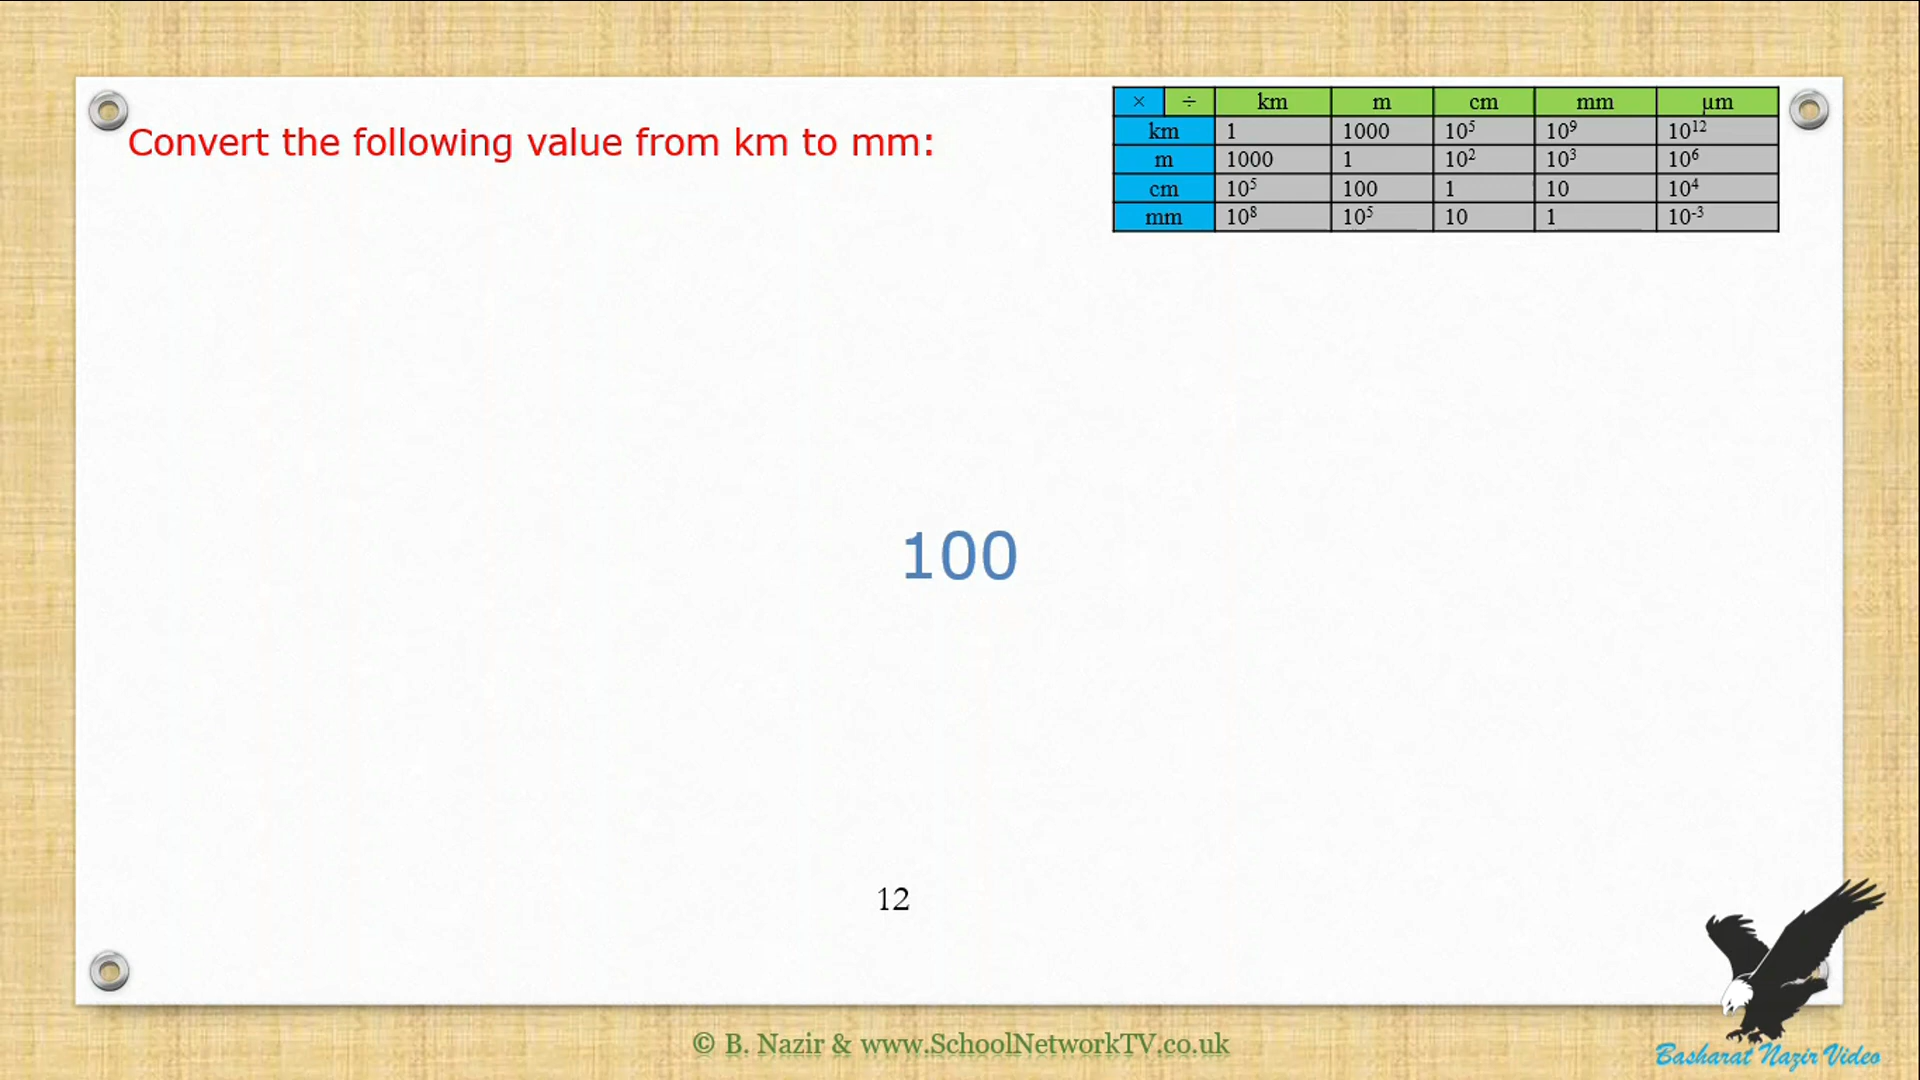 Convert the following value from km to mm:
× ÷ km m cm mm µm
km 1 1000 10⁵ 10⁹ 10¹²
m 1000 1 10² 10³ 10⁶
cm 10⁵ 100 1 10 10⁴
mm 10⁸ 10⁵ 10 1 10⁻³
100
12
© B. Nazir & www.SchoolNetworkTV.co.uk
Basharat Nazir Video